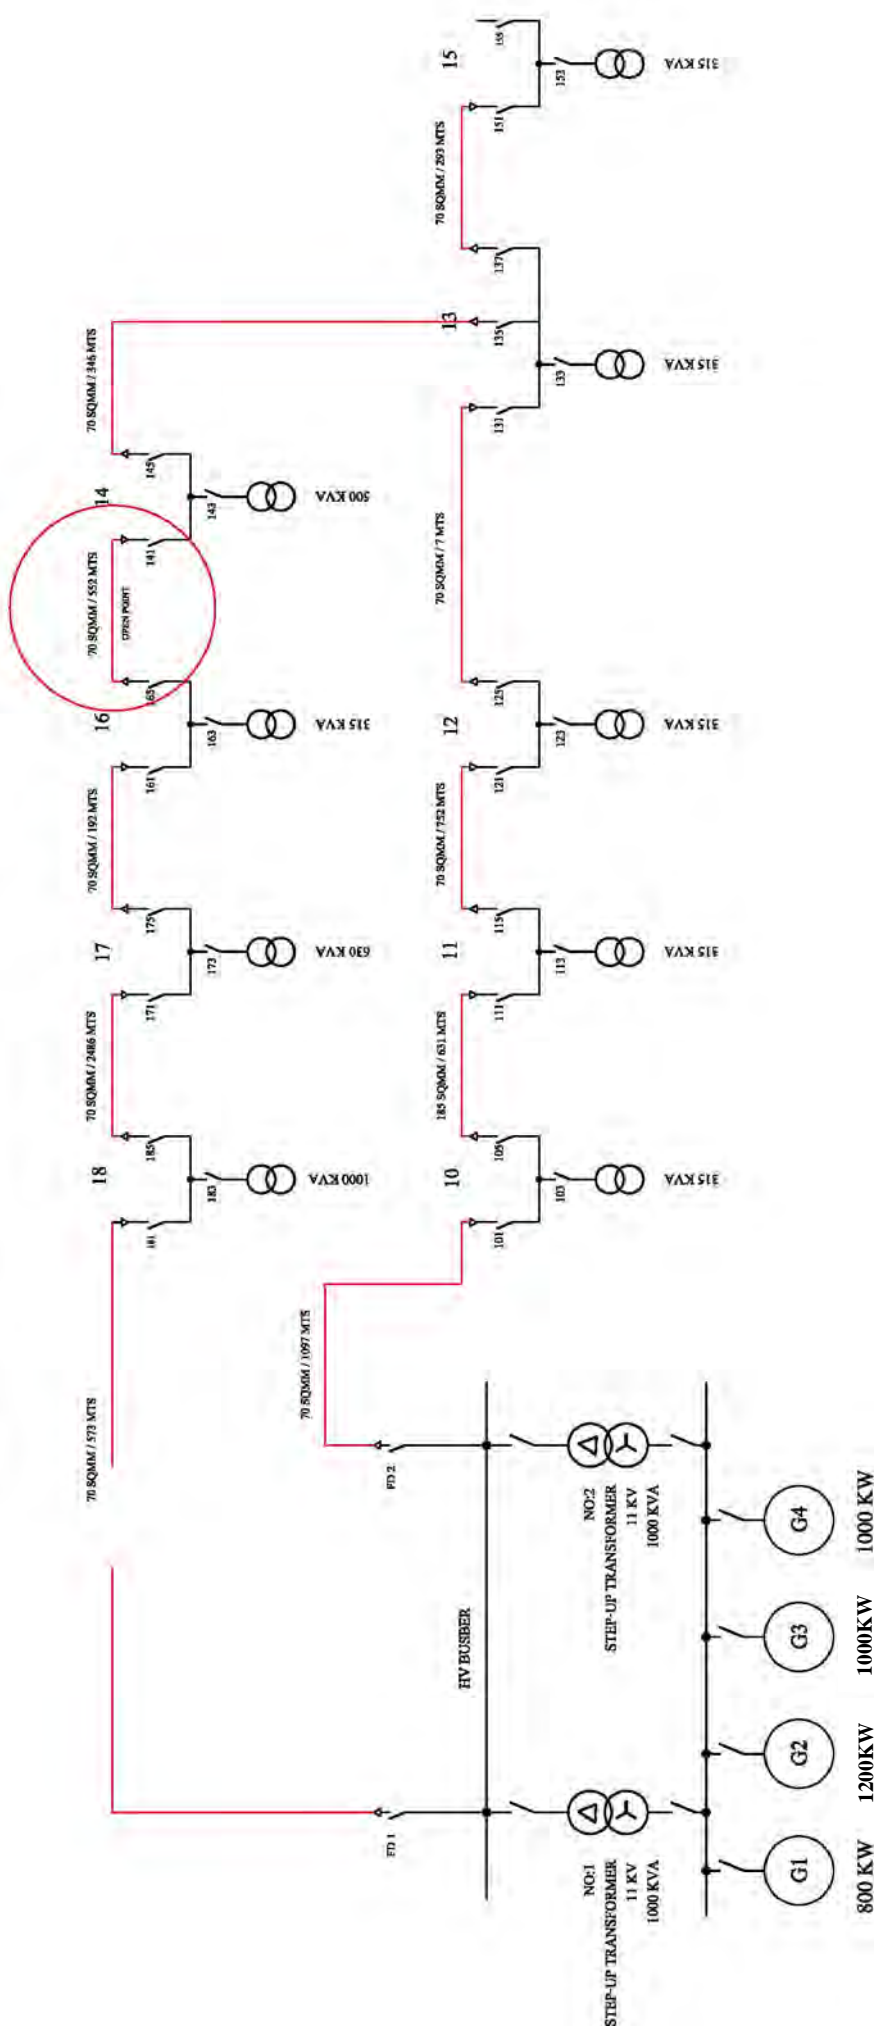 155
15
153
315 KVA
151
70 SQMM / 293 MTS
137
13
135
133
315 KVA
131
70 SQMM / 346 MTS
145
14
143
500 KVA
141
70 SQMM / 552 MTS
OPEN POINT
70 SQMM / 7 MTS
165
16
163
315 KVA
161
125
12
123
315 KVA
121
70 SQMM / 192 MTS
70 SQMM / 752 MTS
175
17
173
630 KVA
171
115
11
113
315 KVA
111
70 SQMM / 2486 MTS
185 SQMM / 631 MTS
185
18
183
1000 KVA
181
105
10
103
315 KVA
101
70 SQMM / 573 MTS
70 SQMM / 1097 MTS
FD 2
FD 1
HV BUSBER
NO:2
STEP-UP TRANSFORMER
11 KV
1000 KVA
NO:1
STEP-UP TRANSFORMER
11 KV
1000 KVA
G1
G2
G3
G4
800 KW
1200KW
1000KW
1000 KW